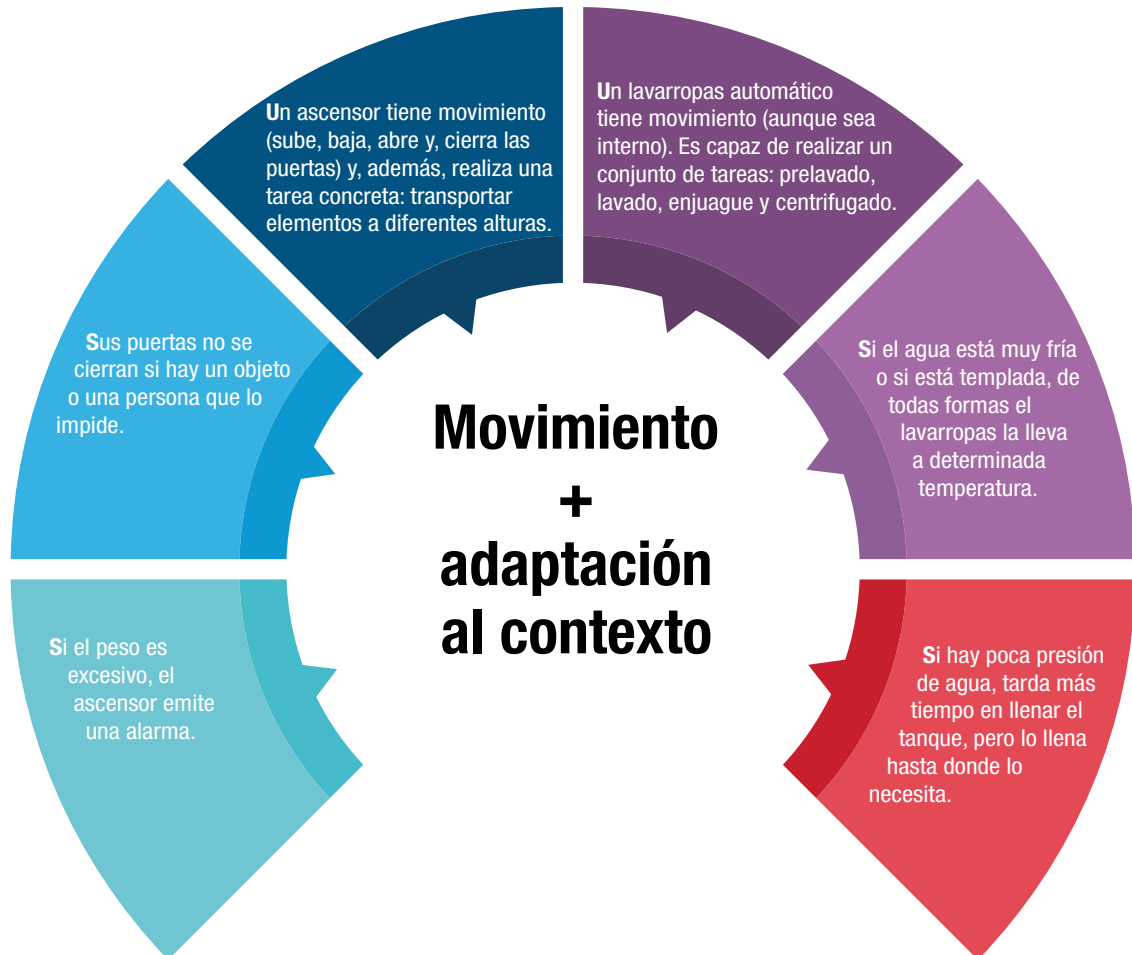 Un ascensor tiene movimiento
(sube, baja, abre y, cierra las
puertas) y, además, realiza una
tarea concreta: transportar
elementos a diferentes alturas.
Un lavarropas automático
tiene movimiento (aunque sea
interno). Es capaz de realizar un
conjunto de tareas: prelavado,
lavado, enjuague y centrifugado.
Sus puertas no se
cierran si hay un objeto
o una persona que lo
impide.
Si el agua está muy fría
o si está templada, de
todas formas el
lavarropas la lleva
a determinada
temperatura.
Movimiento
+
adaptación
al contexto
Si el peso es
excesivo, el
ascensor emite
una alarma.
Si hay poca presión
de agua, tarda más
tiempo en llenar el
tanque, pero lo llena
hasta donde lo
necesita.